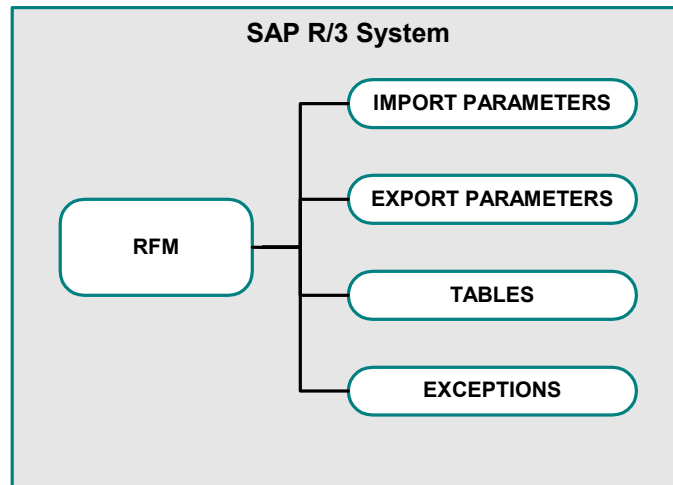 SAP R/3 System
IMPORT PARAMETERS
EXPORT PARAMETERS
RFM
TABLES
EXCEPTIONS